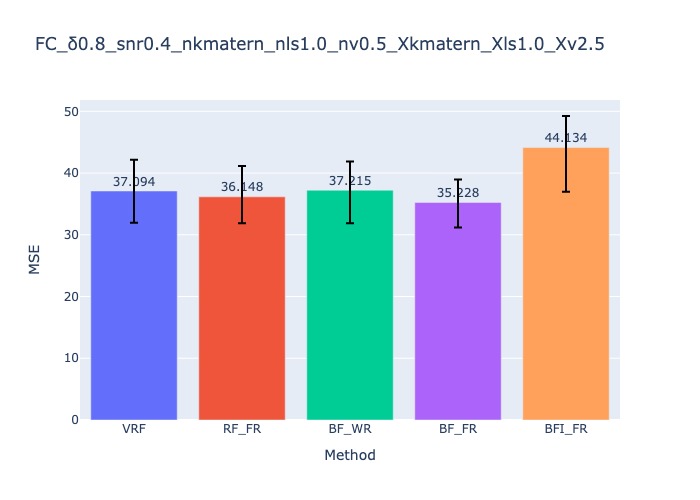 FC_δ0.8_snr0.4_nkmatern_nls1.0_nv0.5_Xkmatern_Xls1.0_Xv2.5
50
40
30
20
10
0
MSE
37.094
36.148
37.215
35.228
44.134
VRF
RF_FR
BF_WR
BF_FR
BFI_FR
Method